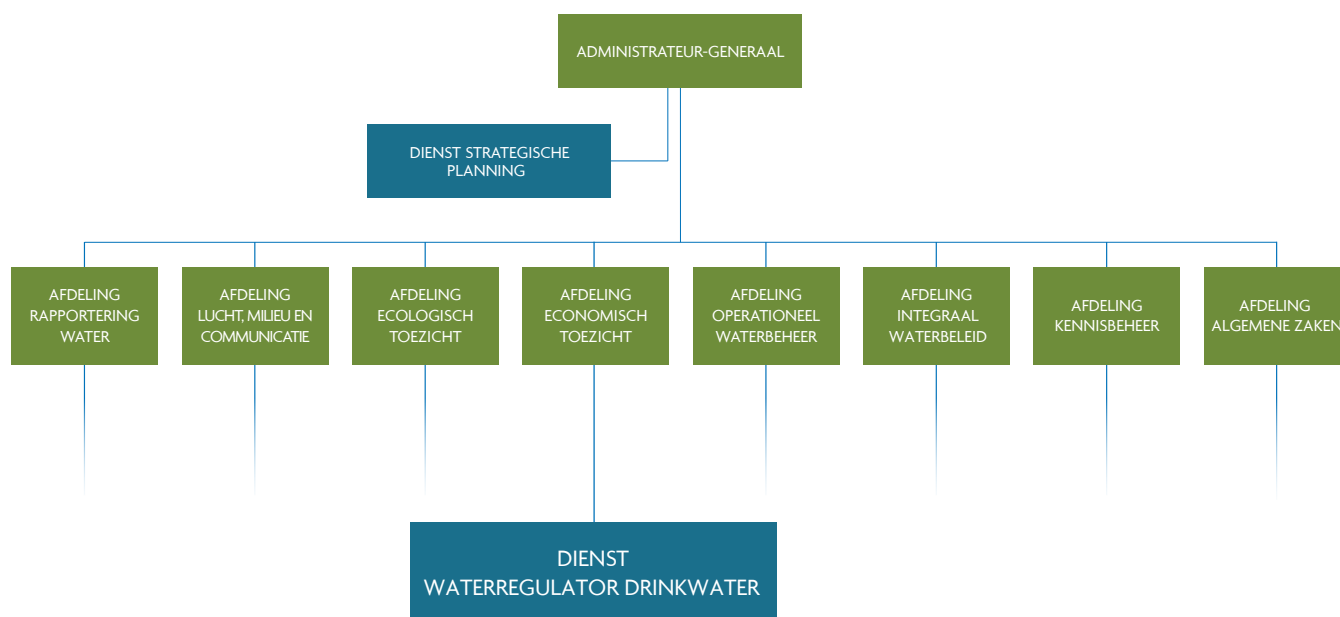 ADMINISTRATEUR-GENERAAL
DIENST STRATEGISCHE
PLANNING
AFDELING
RAPPORTERING
WATER
AFDELING
LUCHT, MILIEU EN
COMMUNICATIE
AFDELING
ECOLOGISCH
TOEZICHT
AFDELING
ECONOMISCH
TOEZICHT
AFDELING
OPERATIONEEL
WATERBEHEER
AFDELING
INTEGRAAL
WATERBELEID
AFDELING
KENNISBEHEER
AFDELING
ALGEMENE ZAKEN
DIENST
WATERREGULATOR DRINKWATER